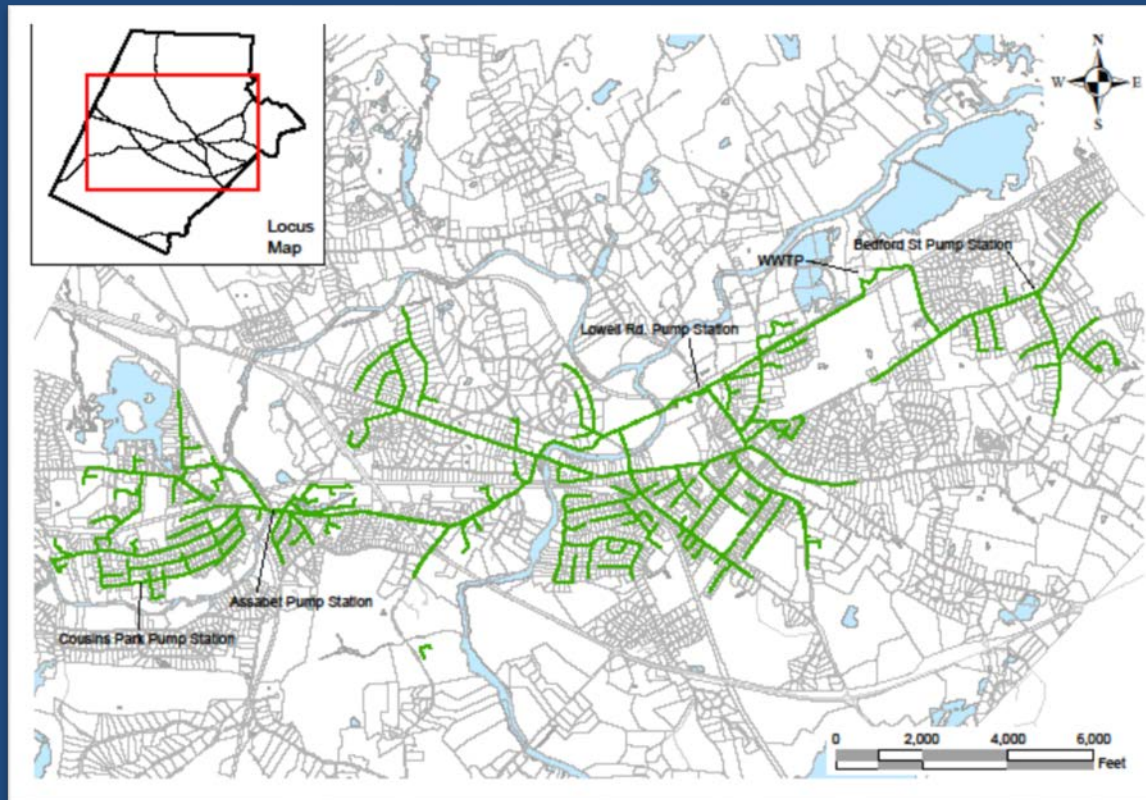 Locus
Map
N
W E
S
Bedford St Pump Station
WWTP
Lowell Rd. Pump Station
Assabet Pump Station
Cousins Park Pump Station
0 2,000 4,000 6,000
Feet